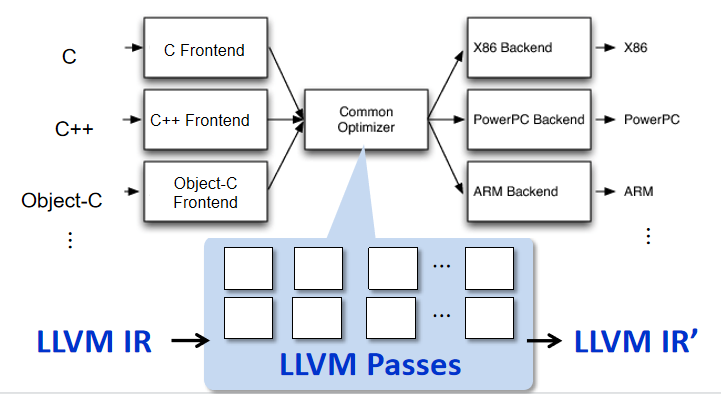 C
C Frontend
X86 Backend
X86
C++
C++ Frontend
Common
Optimizer
PowerPC Backend
PowerPC
Object-C
Object-C
Frontend
ARM Backend
ARM
⋮
⋮
...
...
LLVM IR
LLVM Passes
LLVM IR’